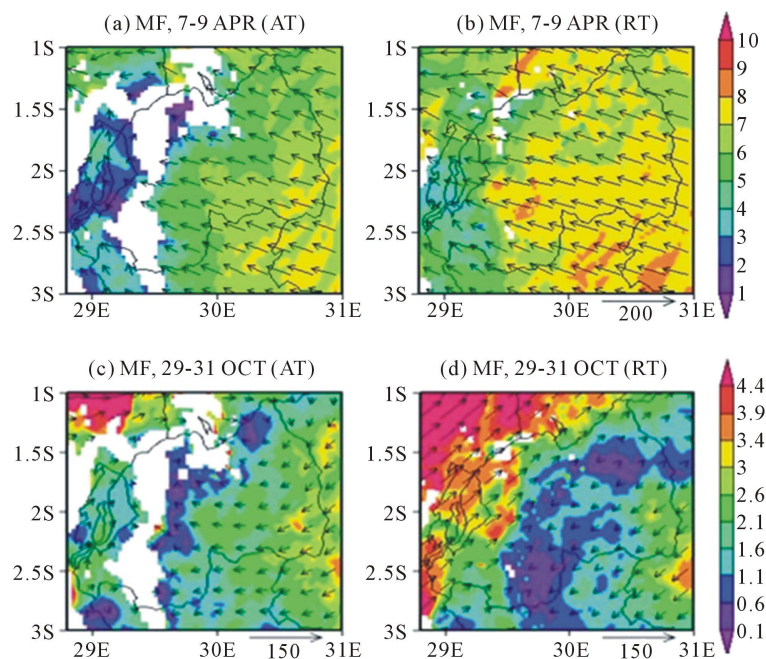 (a) MF, 7-9 APR (AT)
(b) MF, 7-9 APR (RT)
1S
1.5S
2S
2.5S
3S
29E
30E
31E
1S
1.5S
2S
2.5S
3S
29E
30E
31E
200
10
9
8
7
6
5
4
3
2
1
(c) MF, 29-31 OCT (AT)
(d) MF, 29-31 OCT (RT)
1S
1.5S
2S
2.5S
3S
29E
30E
31E
150
1S
1.5S
2S
2.5S
3S
29E
30E
31E
150
4.4
3.9
3.4
3
2.6
2.1
1.6
1.1
0.6
0.1